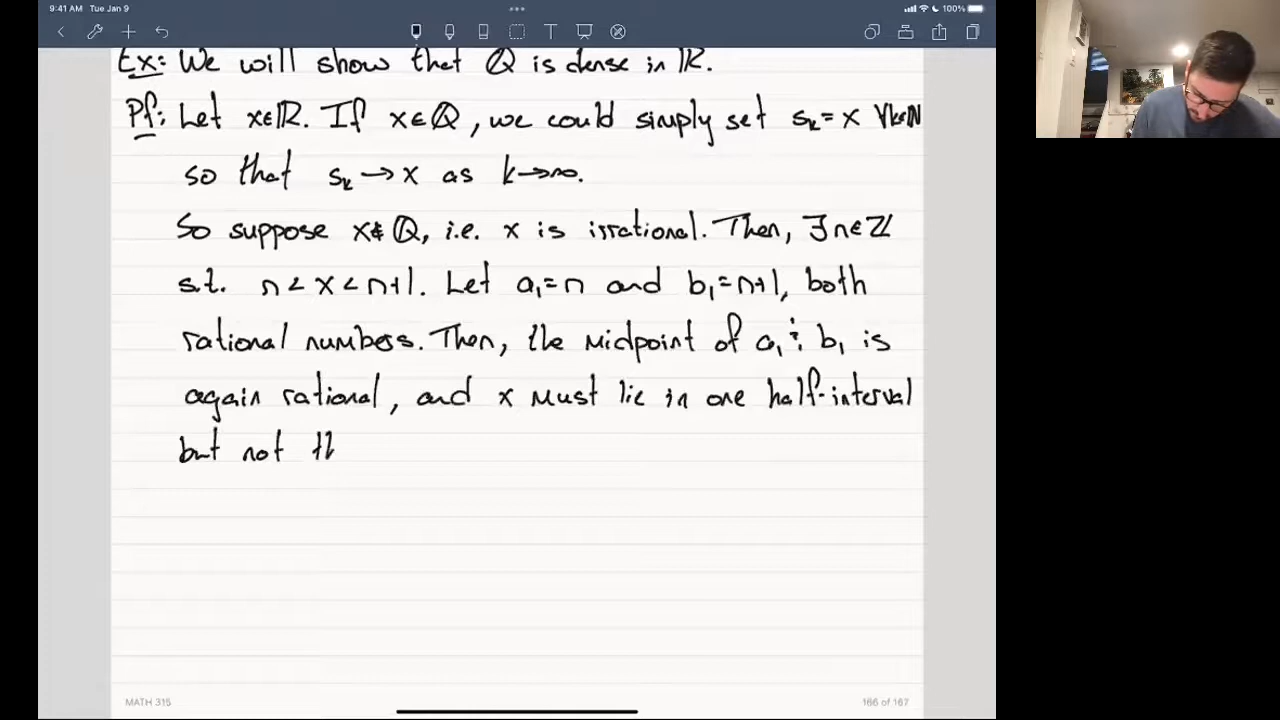 9:41 AM Tue Jan 9
100%
Ex: We will show that ℚ is dense in ℝ.
Pf: Let x∈ℝ. If x∈ℚ, we could simply set sₖ = x ∀k∈ℕ
so that sₖ → x as k→∞.
So suppose x∉ℚ, i.e. x is irrational. Then, ∃n∈ℤ
s.t. n < x < n+1. Let a₁=n and b₁=n+1, both
rational numbers. Then, the midpoint of a₁ & b₁ is
again rational, and x must lie in one half-interval
but not th
MATH 315
166 of 167